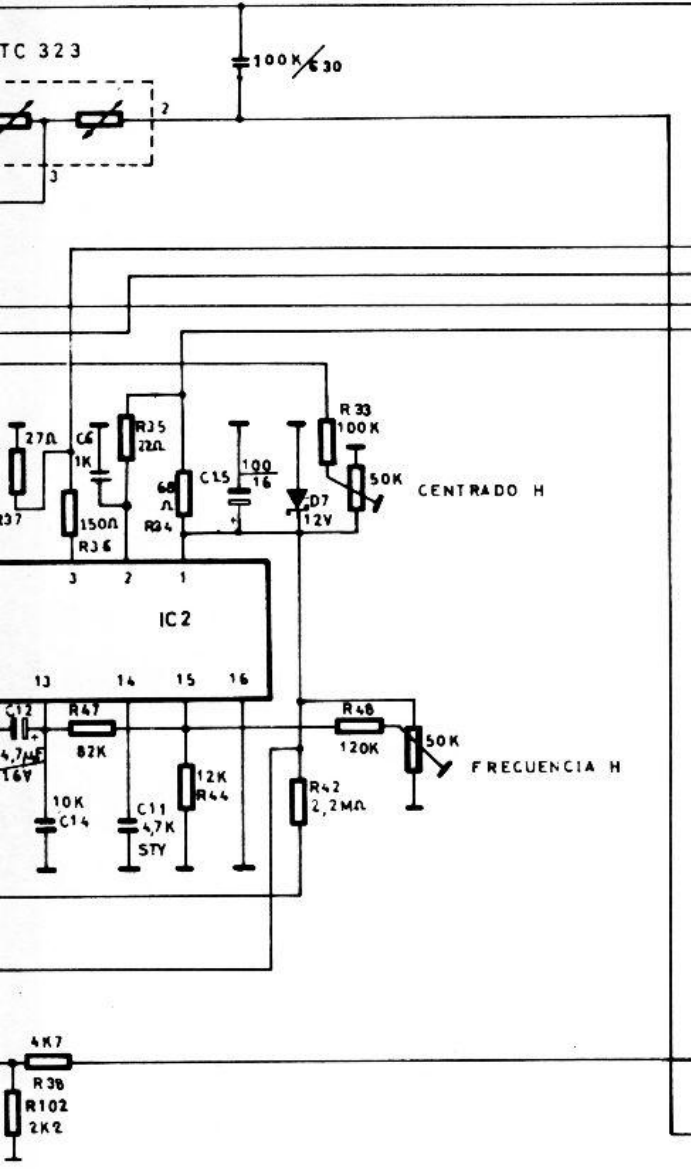 TC 323
100K/630
2
3
R33
100K
27Ω
C6
1K
R35
22Ω
C15
100
16
50K
CENTRADO H
68
Ω
R34
D7
12V
R37
150Ω
R36
3
2
1
IC2
13
14
15
16
C12
R47
R48
4,7µF
16V
82K
120K
50K
FRECUENCIA H
12K
R44
R42
2,2MΩ
10K
C14
C11
4,7K
STY
4K7
R38
R102
2K2